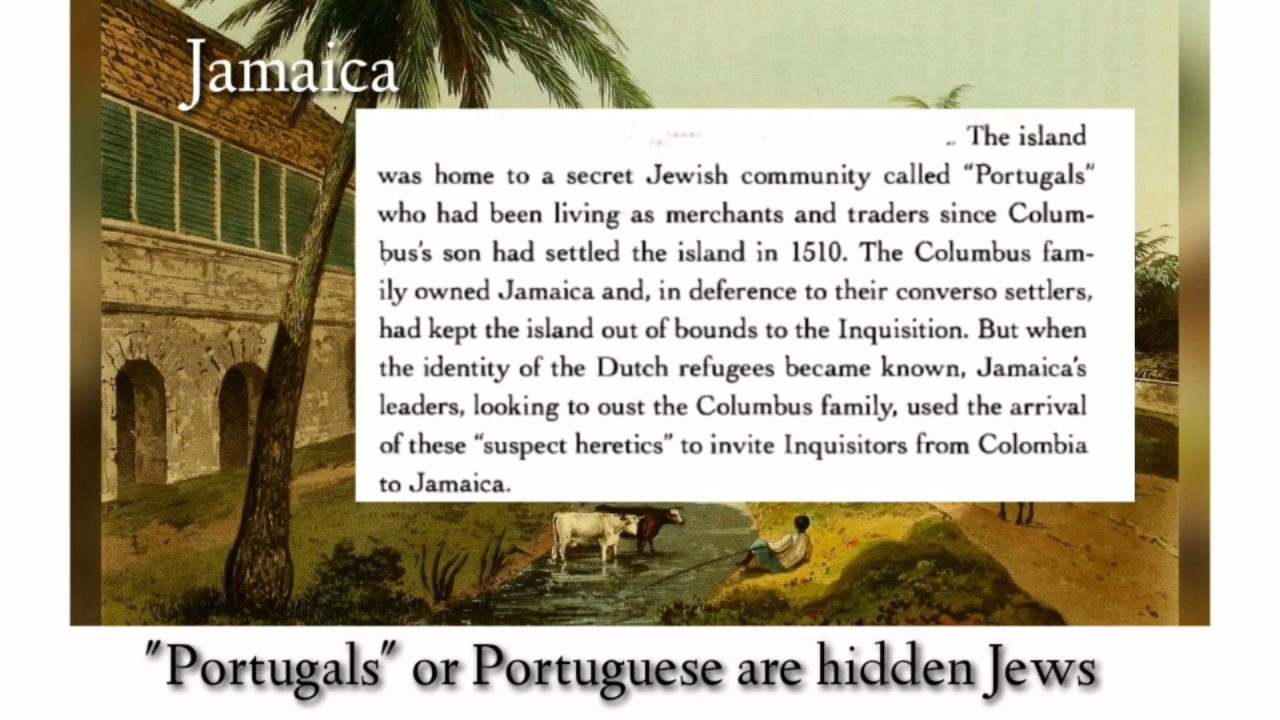 Jamaica
.. The island
was home to a secret Jewish community called “Portugals”
who had been living as merchants and traders since Colum-
bus's son had settled the island in 1510. The Columbus fam-
ily owned Jamaica and, in deference to their converso settlers,
had kept the island out of bounds to the Inquisition. But when
the identity of the Dutch refugees became known, Jamaica's
leaders, looking to oust the Columbus family, used the arrival
of these “suspect heretics” to invite Inquisitors from Colombia
to Jamaica.
"Portugals" or Portuguese are hidden Jews